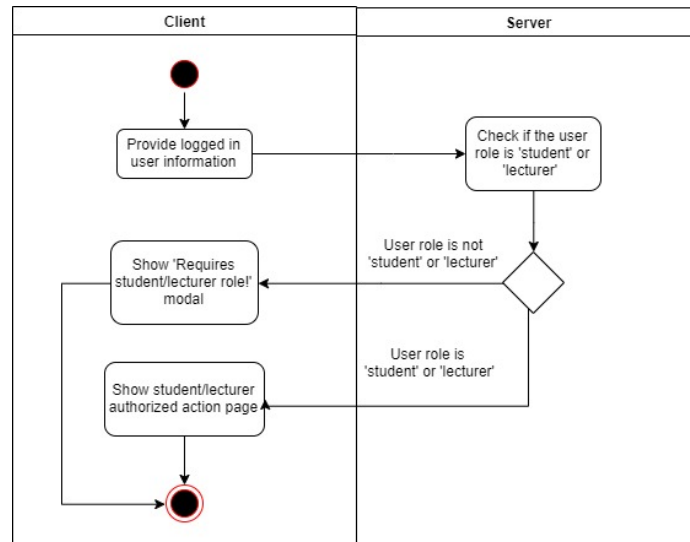 Client
Server
Provide logged in
user information
Check if the user
role is 'student' or
'lecturer'
User role is not
'student' or 'lecturer'
Show 'Requires
student/lecturer role!'
modal
User role is
'student' or 'lecturer'
Show student/lecturer
authorized action page